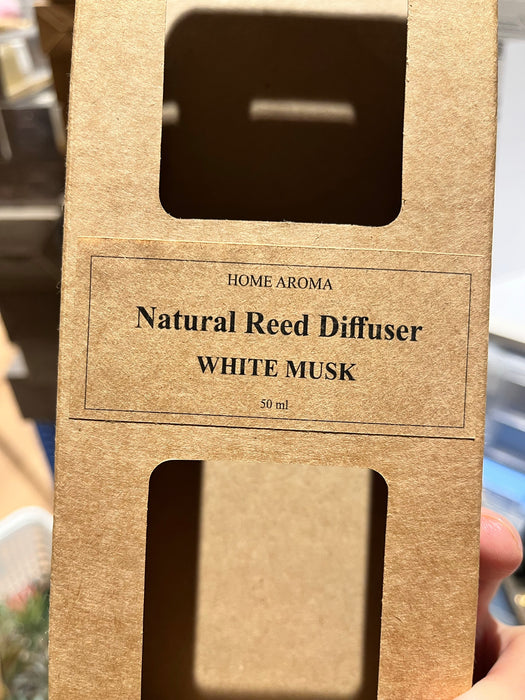 HOME AROMA
Natural Reed Diffuser
WHITE MUSK
50 ml